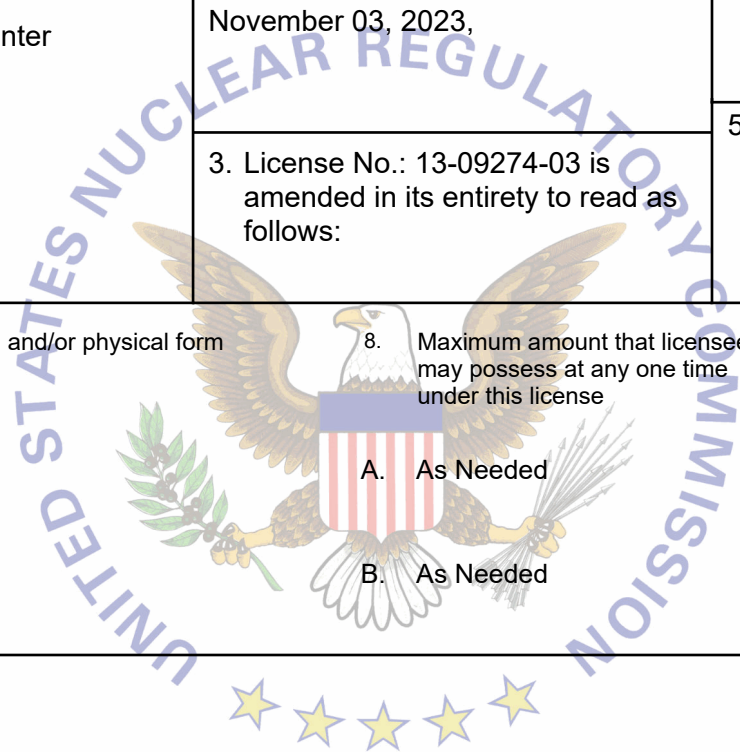 nter
November 03, 2023,
5
3. License No.: 13-09274-03 is
amended in its entirety to read as
follows:
and/or physical form
8. Maximum amount that licensee
may possess at any one time
under this license
A. As Needed
B. As Needed
UNITED STATES NUCLEAR REGULATORY COMMISSION